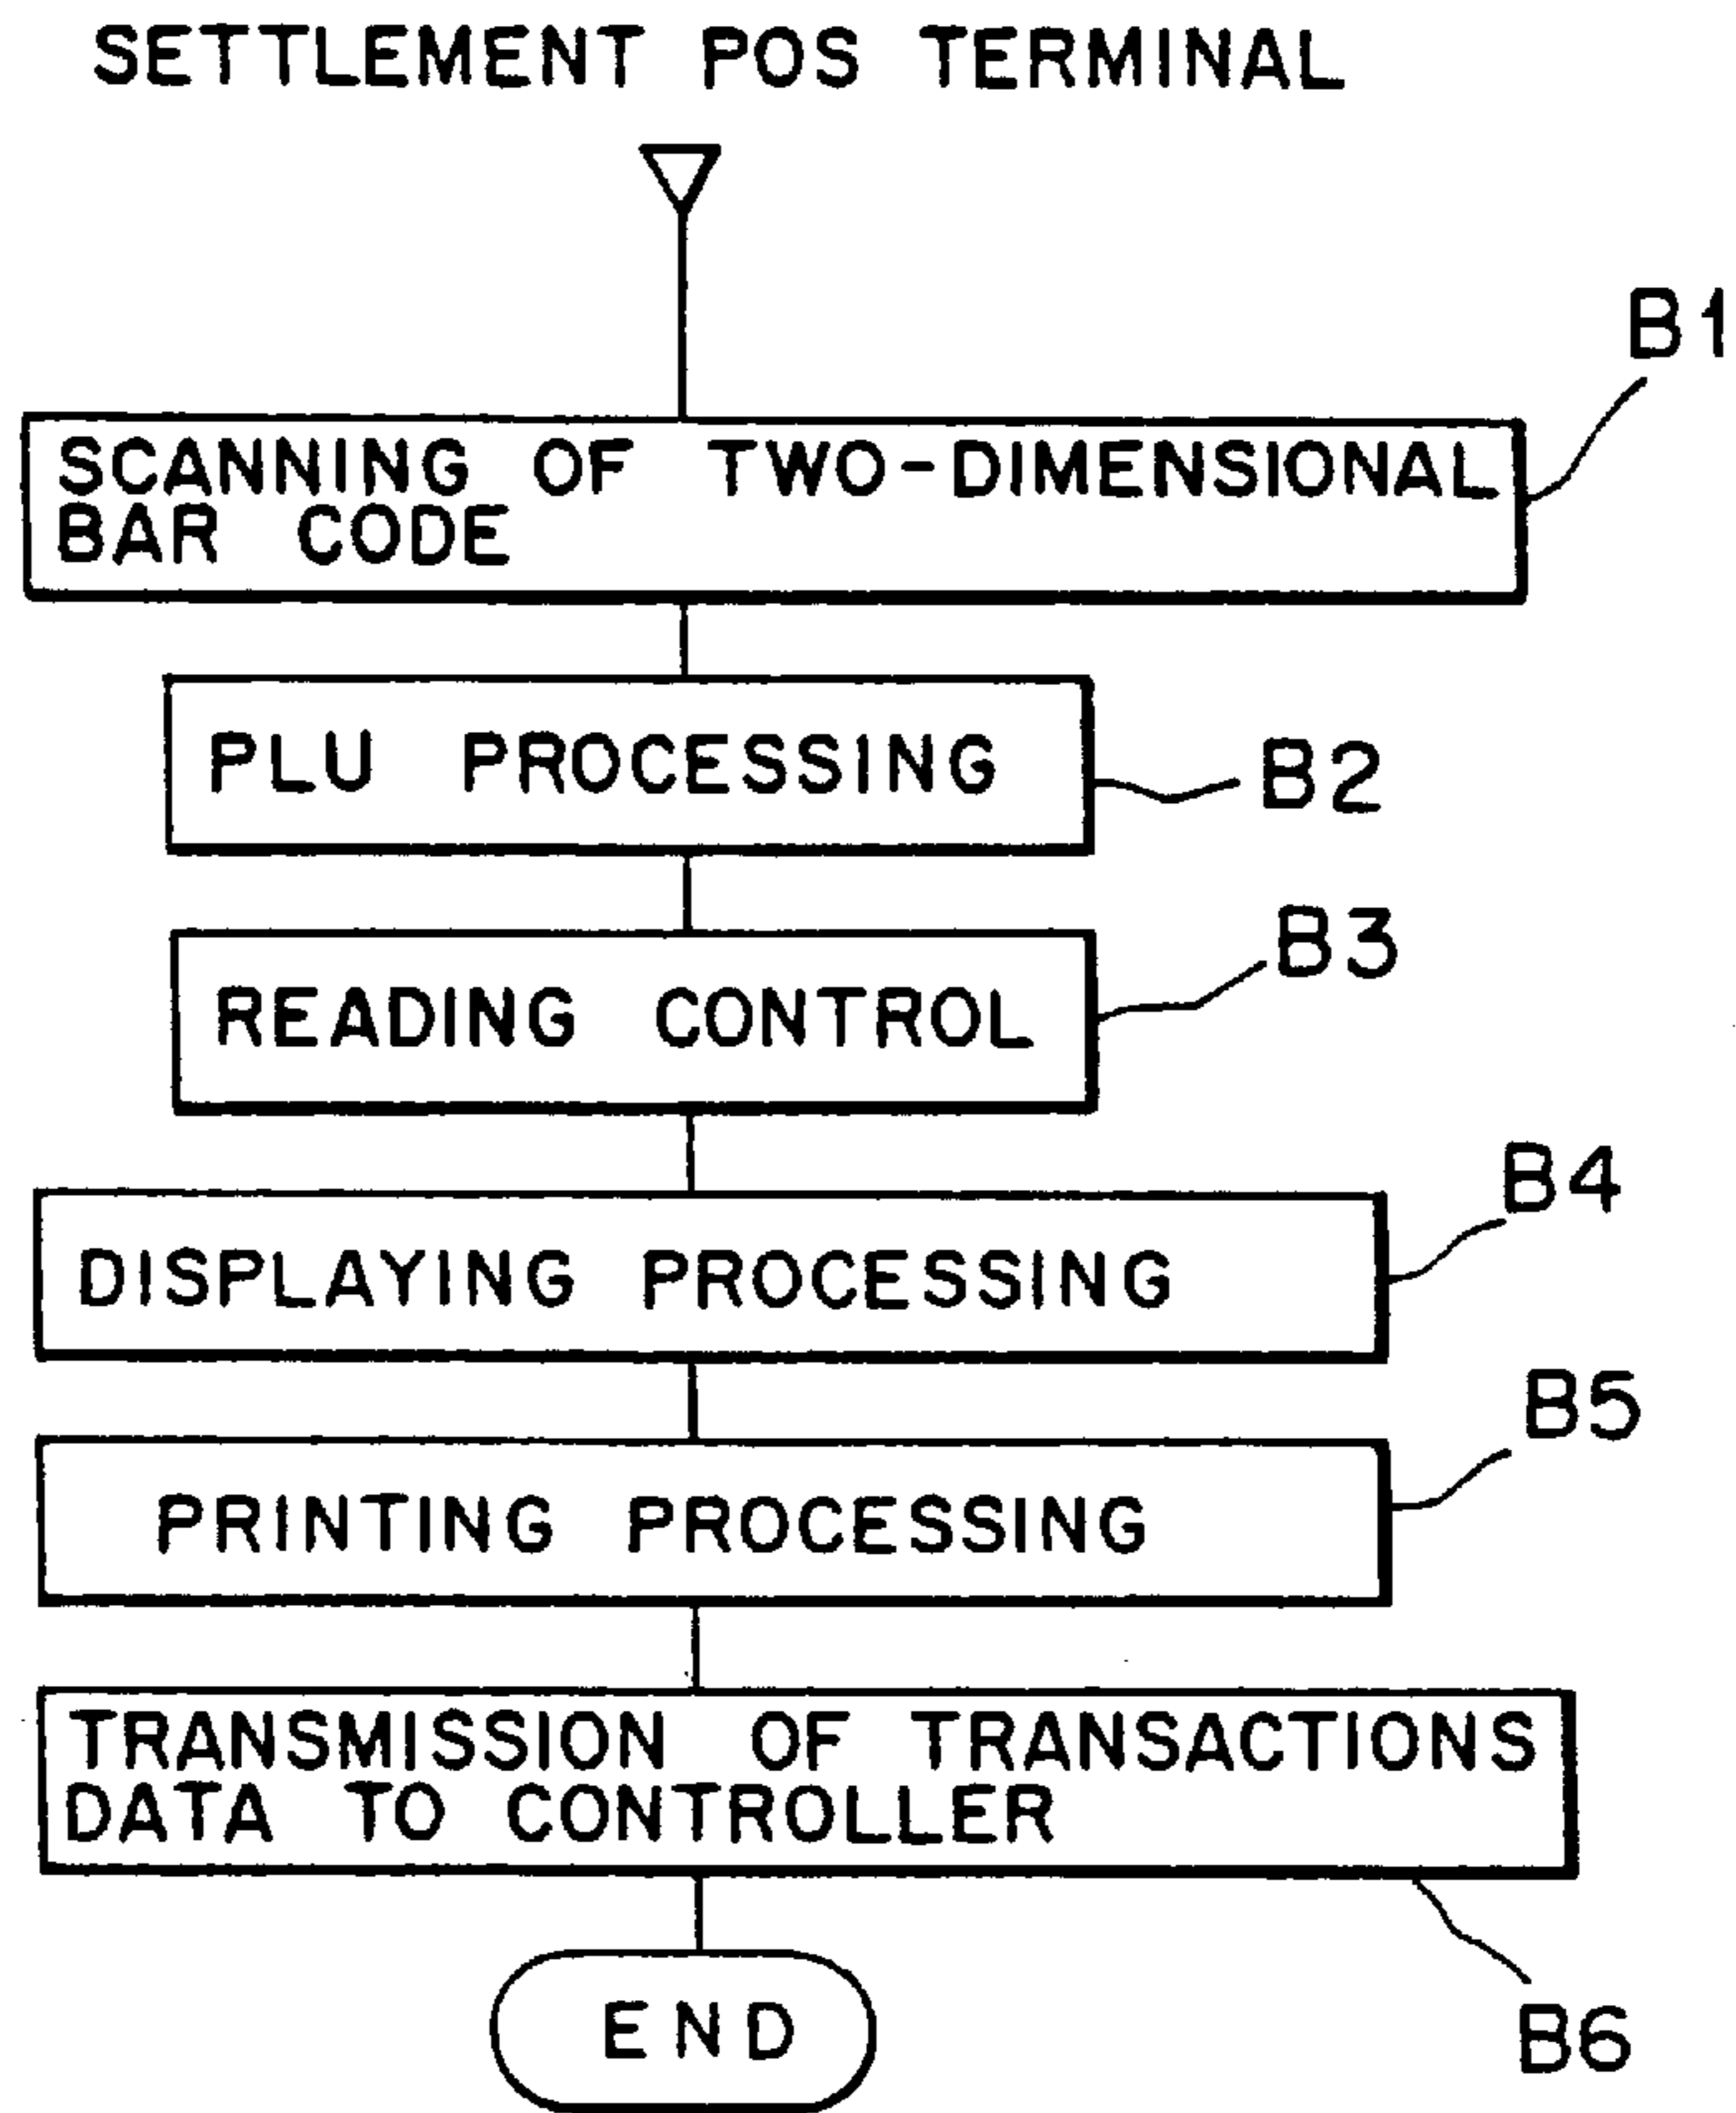 SETTLEMENT POS TERMINAL
B1
SCANNING OF TWO-DIMENSIONAL
BAR CODE
PLU PROCESSING
B2
B3
READING CONTROL
B4
DISPLAYING PROCESSING
B5
PRINTING PROCESSING
TRANSMISSION OF TRANSACTIONS
DATA TO CONTROLLER
END
B6